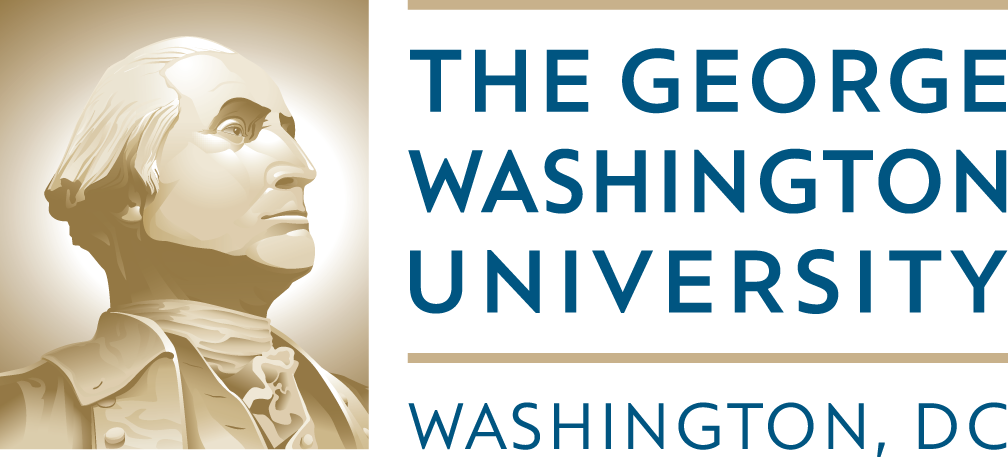 THE GEORGE
WASHINGTON
UNIVERSITY
WASHINGTON, DC